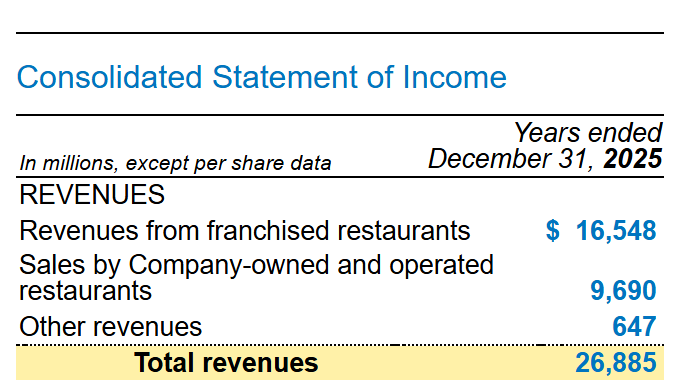 Consolidated Statement of Income
Years ended
In millions, except per share data December 31, 2025
REVENUES
Revenues from franchised restaurants $ 16,548
Sales by Company-owned and operated
restaurants 9,690
Other revenues 647
Total revenues 26,885